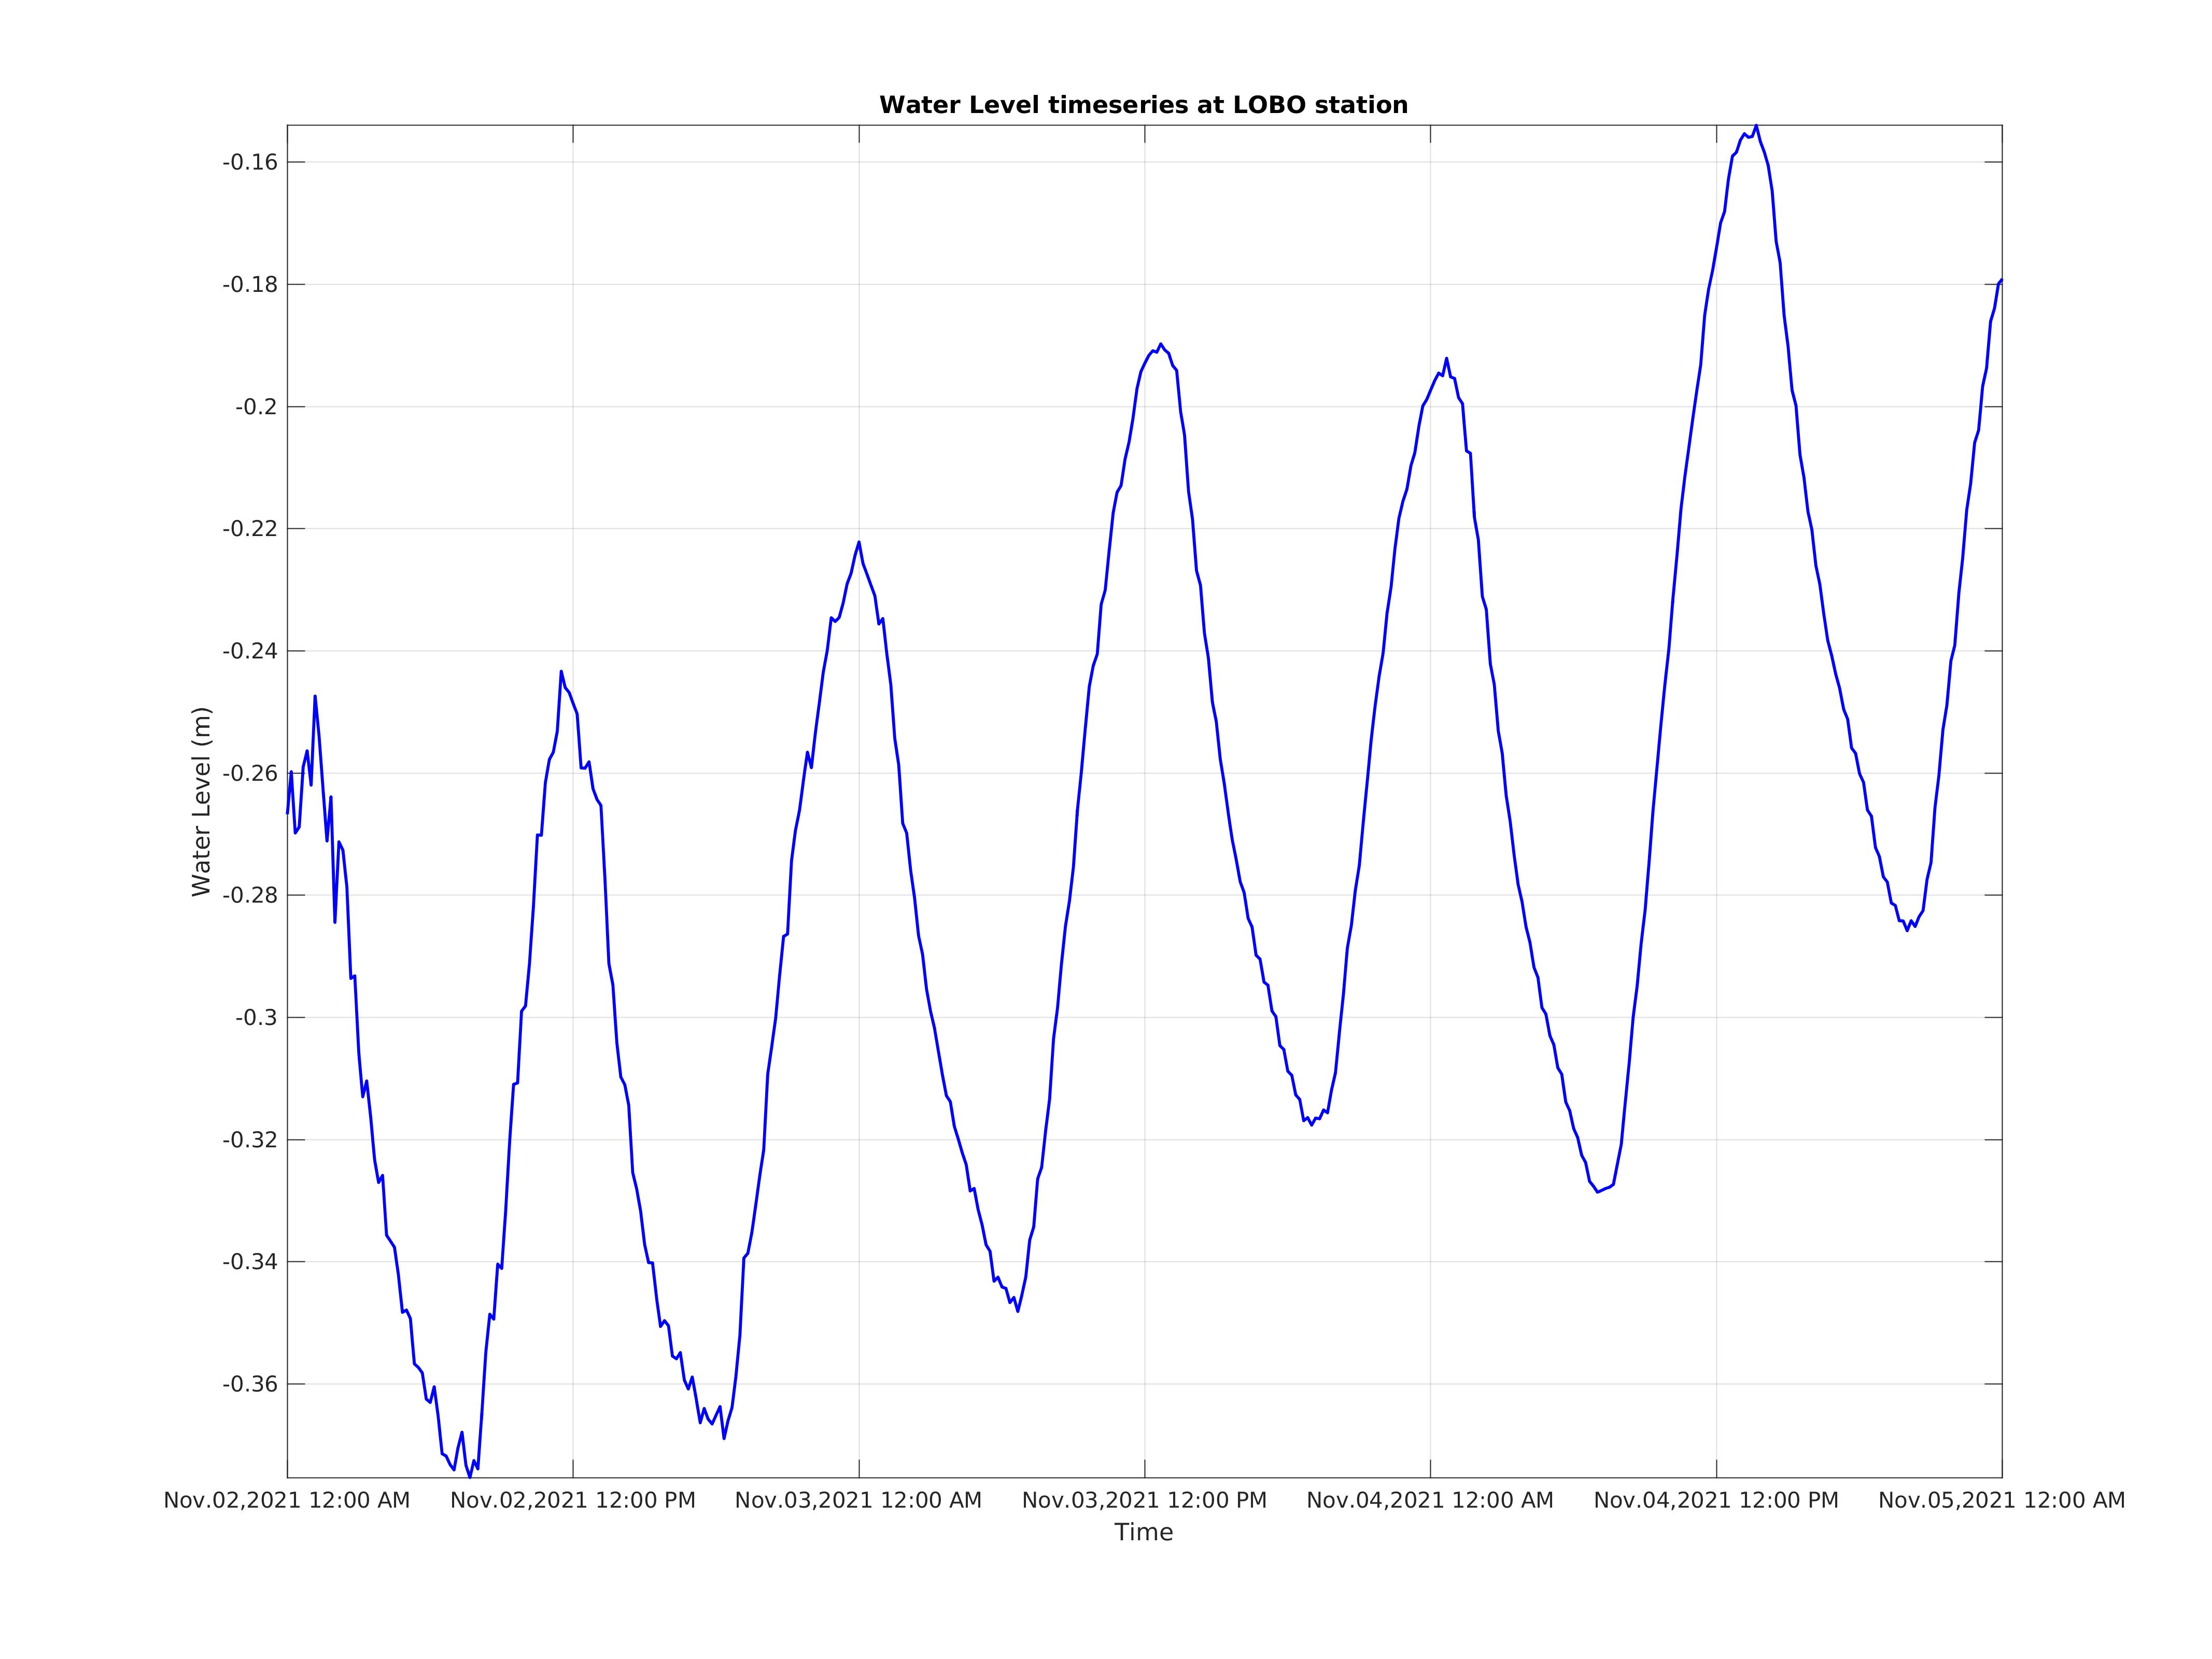 Water Level timeseries at LOBO station
-0.16
-0.18
-0.2
-0.22
-0.24
-0.26
-0.28
-0.3
-0.32
-0.34
-0.36
Water Level (m)
Nov.02,2021 12:00 AM Nov.02,2021 12:00 PM Nov.03,2021 12:00 AM Nov.03,2021 12:00 PM Nov.04,2021 12:00 AM Nov.04,2021 12:00 PM Nov.05,2021 12:00 AM
Time